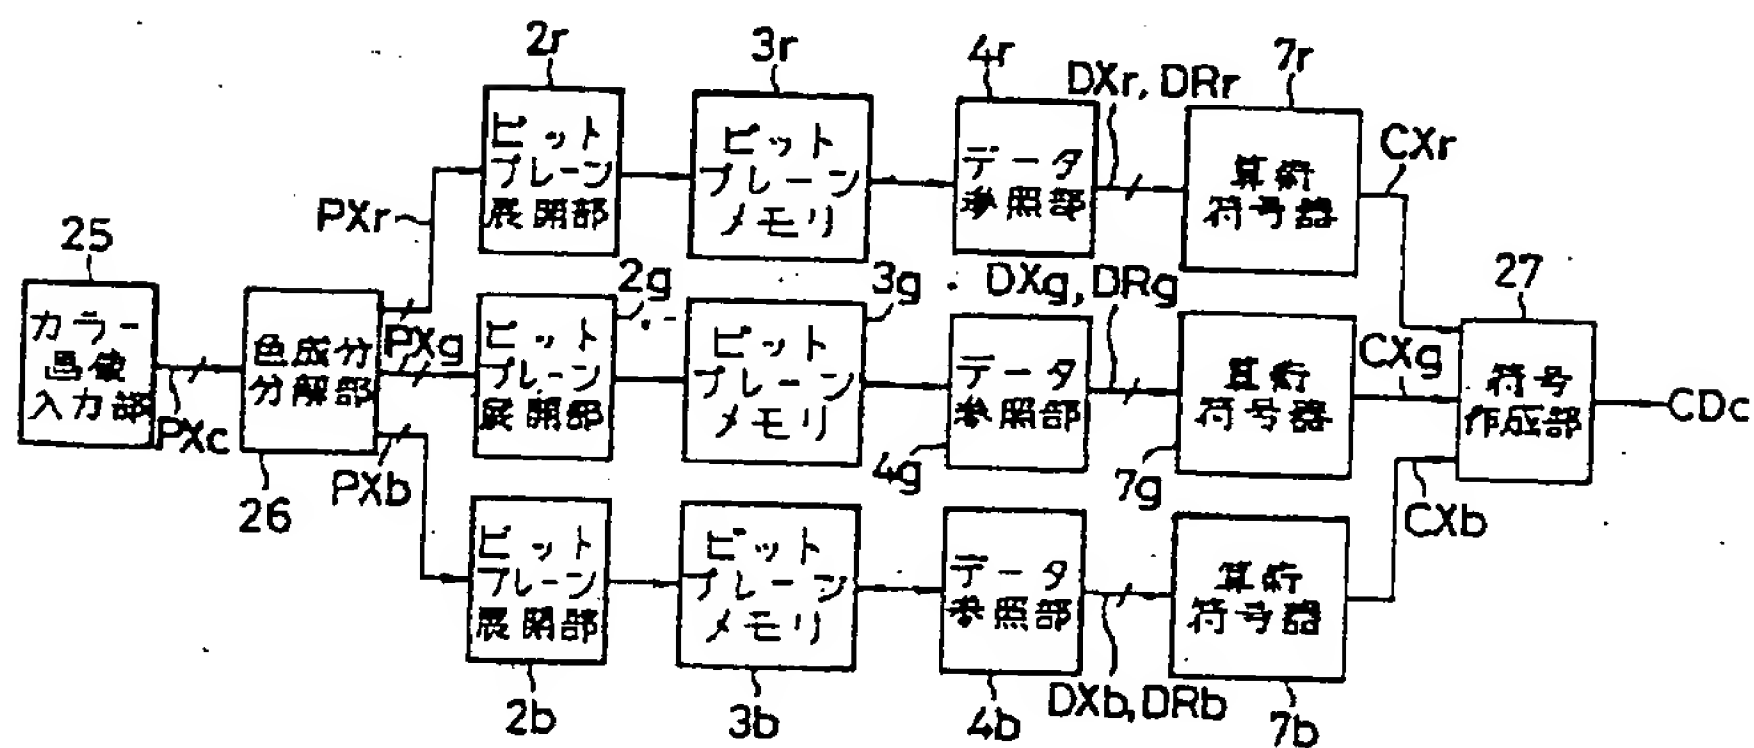 25
カラー
画像
入力部
PXc
26
色成分
分解部
PXr
PXg
PXb
2r
ビット
プレーン
展開部
3r
ビット
プレーン
メモリ
4r
データ
参照部
DXr, DRr
7r
算術
符号器
CXr
2g
ビット
プレーン
展開部
3g
ビット
プレーン
メモリ
4g
データ
参照部
DXg, DRg
7g
算術
符号器
CXg
2b
ビット
プレーン
展開部
3b
ビット
プレーン
メモリ
4b
データ
参照部
DXb, DRb
7b
算術
符号器
CXb
27
符号
作成部
CDc